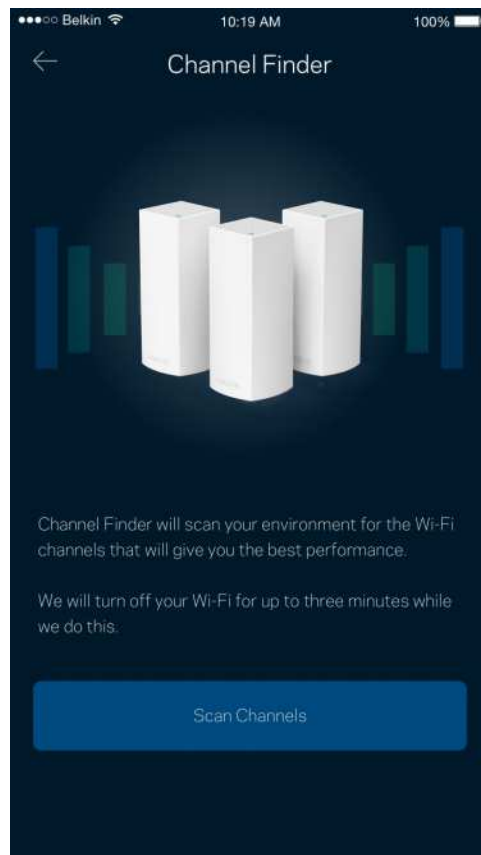 Belkin 10:19 AM 100%
Channel Finder
Channel Finder will scan your environment for the Wi-Fi
channels that will give you the best performance.
We will turn off your Wi-Fi for up to three minutes while
we do this.
Scan Channels